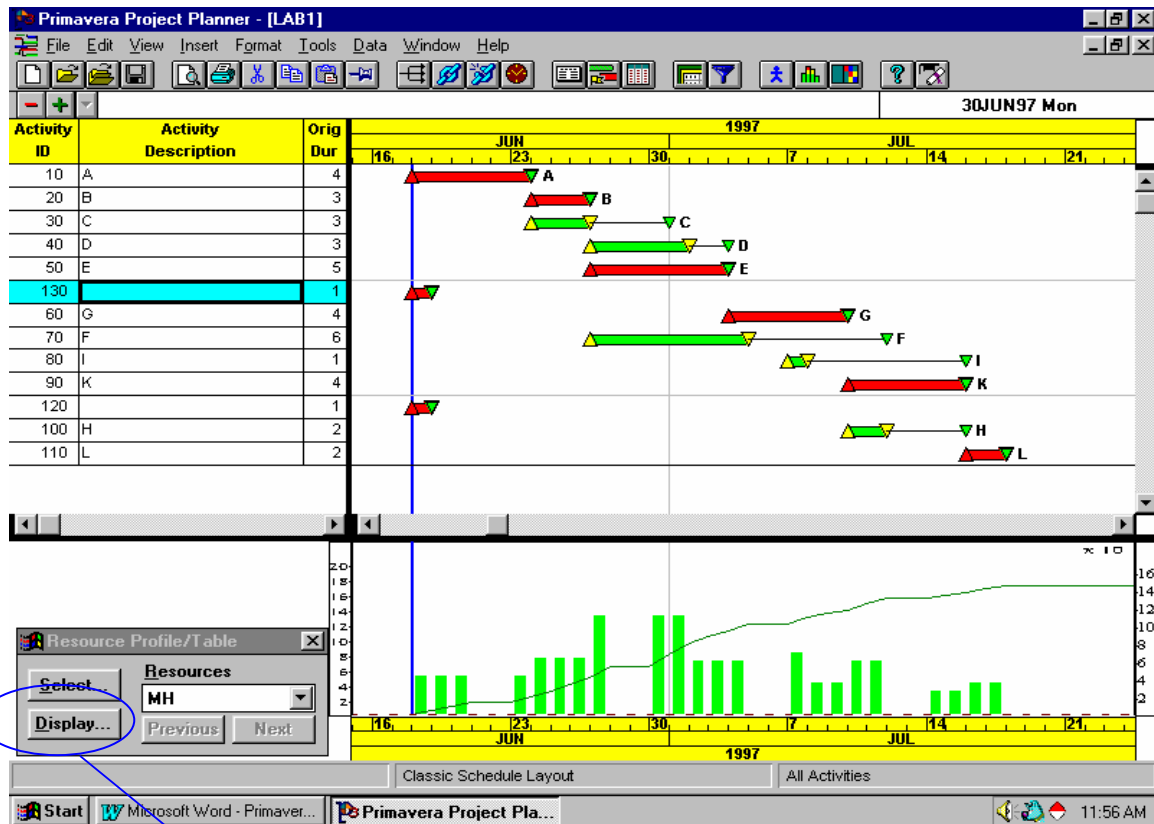 Primavera Project Planner - [LAB1]
File Edit View Insert Format Tools Data Window Help
30JUN97 Mon
Activity ID Activity Description Orig Dur
1997
JUN JUL
16 23 30 7 14 21
10 A 4 A
20 B 3 B
30 C 3 C
40 D 3 D
50 E 5 E
130 1
60 G 4 G
70 F 6 F
80 I 1 I
90 K 4 K
120 1
100 H 2 H
110 L 2 L
x 10
20
18
16
14
12
10
8
6
4
2
16
14
12
10
8
6
4
2
Resource Profile/Table
Select...
Resources
MH
Display...
Previous Next
16 23 30 7 14 21
JUN JUL
1997
Classic Schedule Layout All Activities
Start Microsoft Word - Primaver... Primavera Project Pla... 11:56 AM